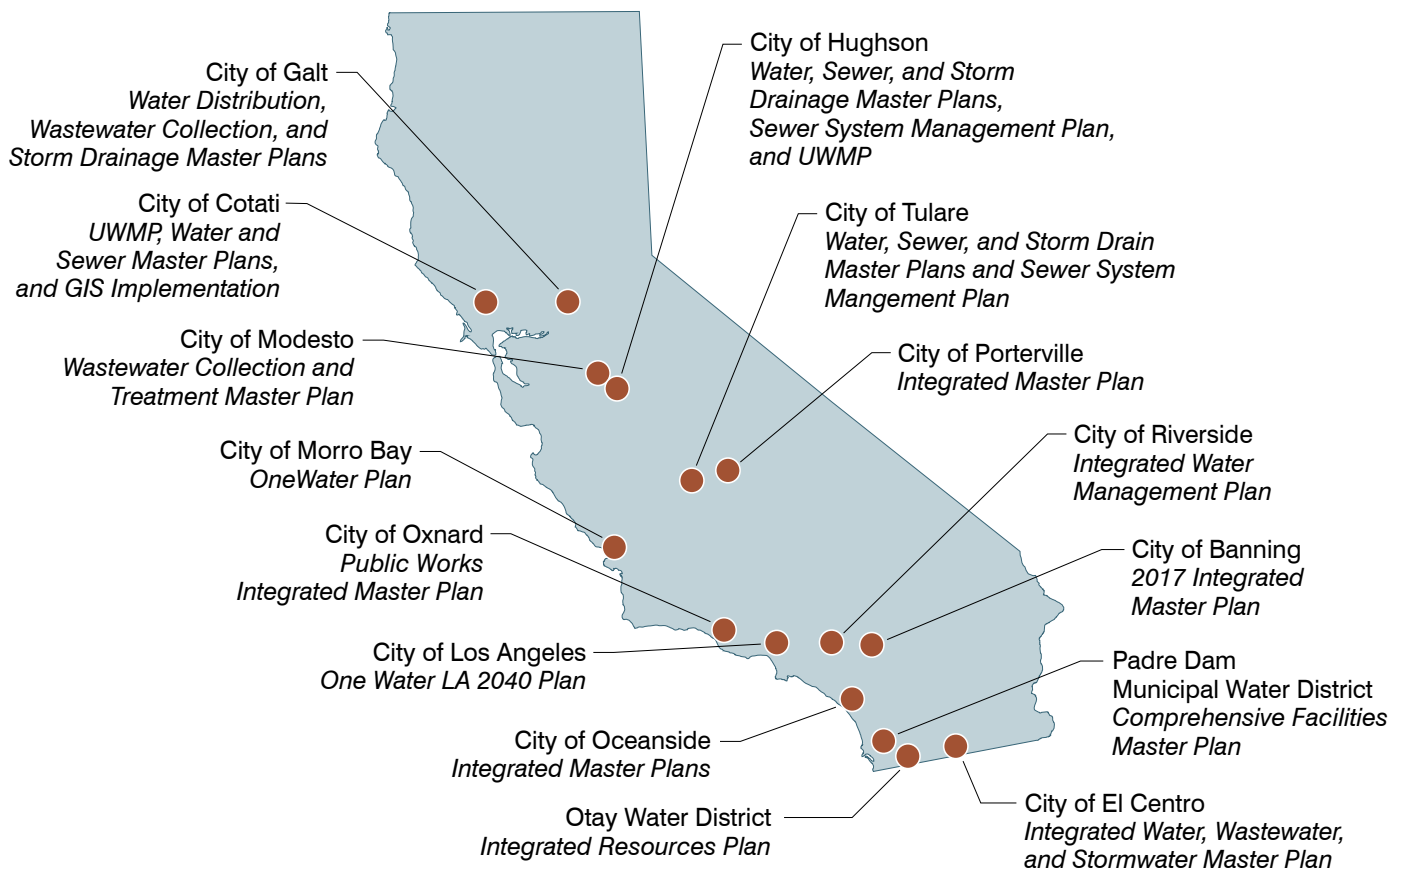 City of Galt
Water Distribution,
Wastewater Collection, and
Storm Drainage Master Plans
City of Cotati
UWMP, Water and
Sewer Master Plans,
and GIS Implementation
City of Modesto
Wastewater Collection and
Treatment Master Plan
City of Morro Bay
OneWater Plan
City of Oxnard
Public Works
Integrated Master Plan
City of Los Angeles
One Water LA 2040 Plan
City of Oceanside
Integrated Master Plans
Otay Water District
Integrated Resources Plan
City of Hughson
Water, Sewer, and Storm
Drainage Master Plans,
Sewer System Management Plan,
and UWMP
City of Tulare
Water, Sewer, and Storm Drain
Master Plans and Sewer System
Mangement Plan
City of Porterville
Integrated Master Plan
City of Riverside
Integrated Water
Management Plan
City of Banning
2017 Integrated
Master Plan
Padre Dam
Municipal Water District
Comprehensive Facilities
Master Plan
City of El Centro
Integrated Water, Wastewater,
and Stormwater Master Plan